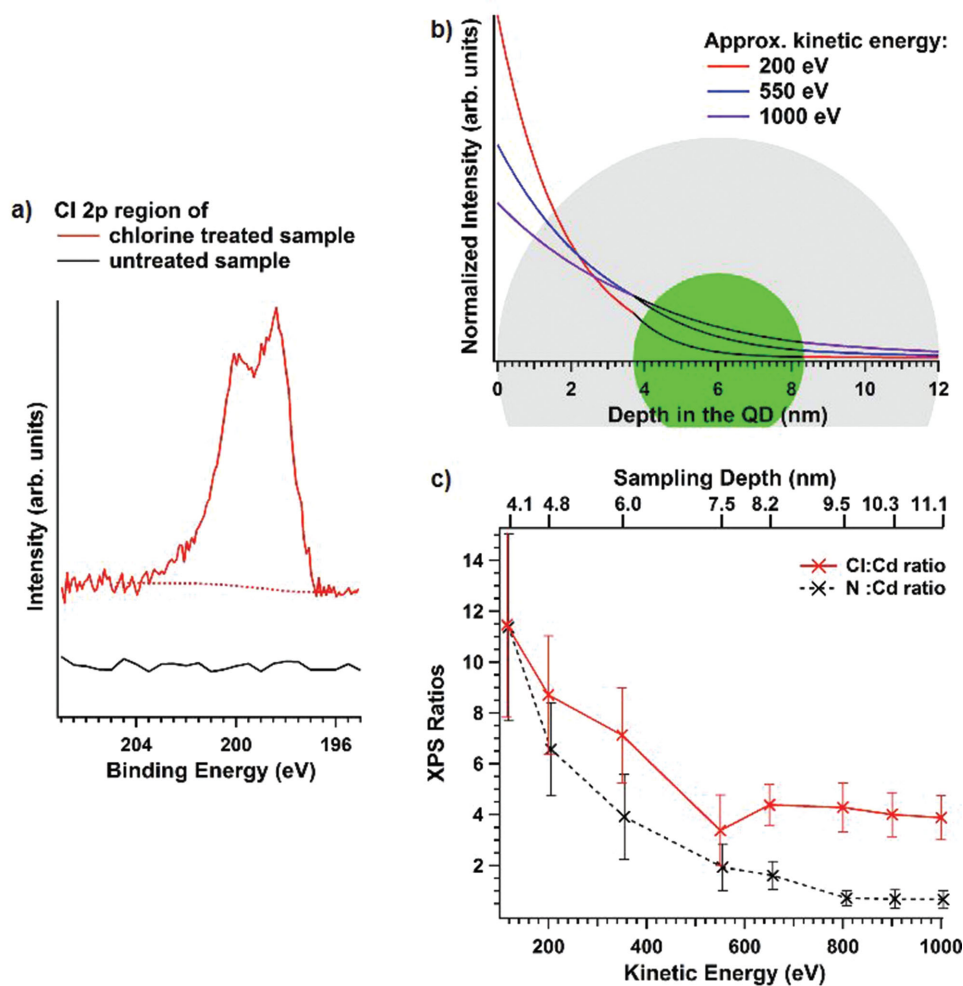 a)
Cl 2p region of
chlorine treated sample
untreated sample
Intensity (arb. units)
204 200 196
Binding Energy (eV)
b)
Approx. kinetic energy:
200 eV
550 eV
1000 eV
Normalized Intensity (arb. units)
0 2 4 6 8 10 12
Depth in the QD (nm)
c)
Sampling Depth (nm)
4.1 4.8 6.0 7.5 8.2 9.5 10.3 11.1
Cl:Cd ratio
N :Cd ratio
XPS Ratios
14
12
10
8
6
4
2
200 400 600 800 1000
Kinetic Energy (eV)